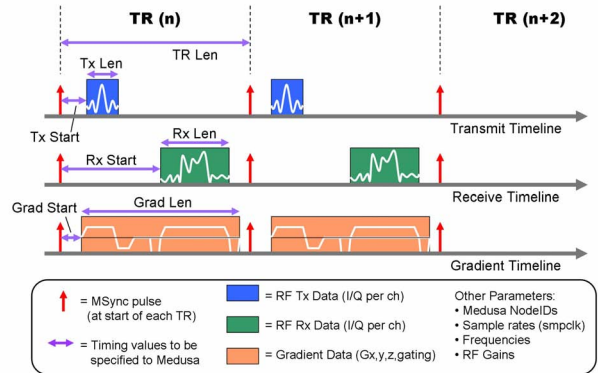 TR (n)
TR (n+1)
TR (n+2)
TR Len
Tx Len
Tx Start
Transmit Timeline
Rx Len
Rx Start
Receive Timeline
Grad Start
Grad Len
Gradient Timeline
= MSync pulse
(at start of each TR)
= Timing values to be
specified to Medusa
= RF Tx Data (I/Q per ch)
= RF Rx Data (I/Q per ch)
= Gradient Data (Gx,y,z,gating)
Other Parameters:
• Medusa NodeIDs
• Sample rates (smpclk)
• Frequencies
• RF Gains